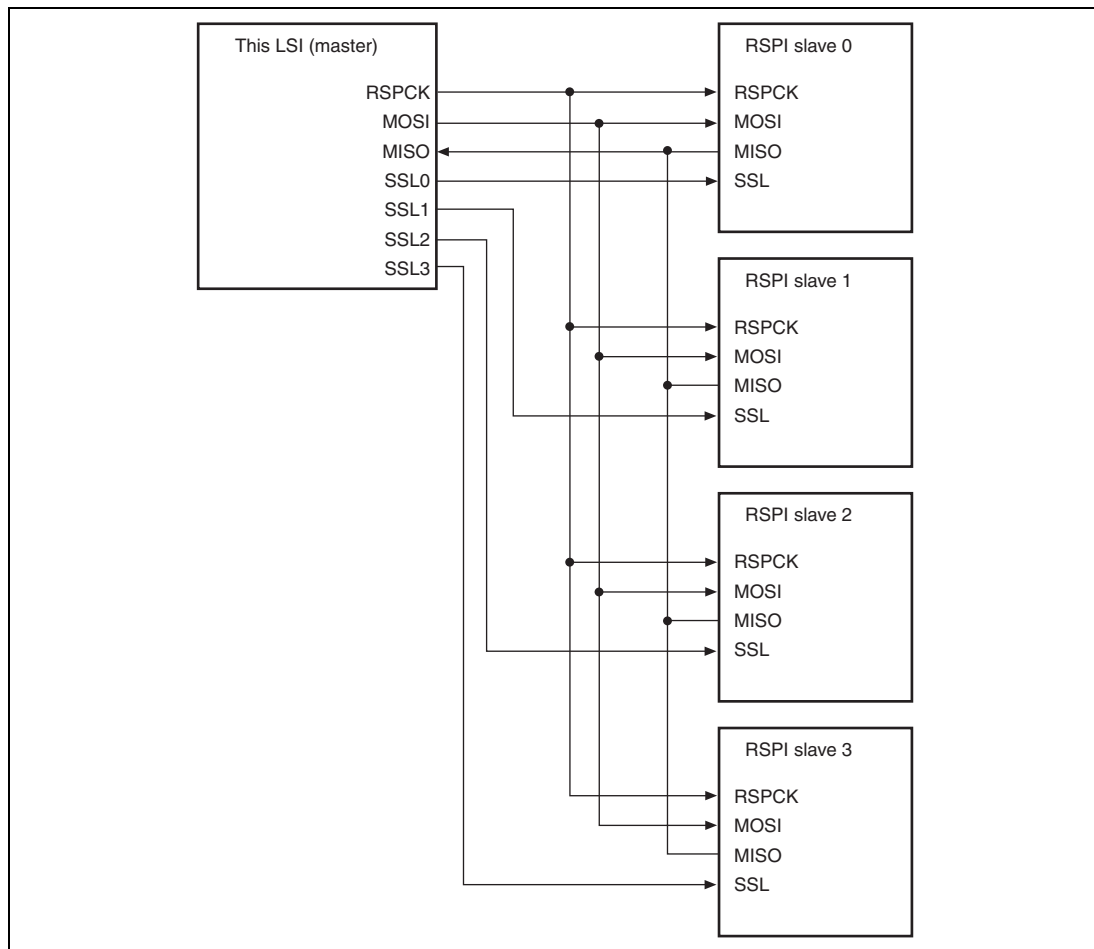 This LSI (master)
RSPCK
MOSI
MISO
SSL0
SSL1
SSL2
SSL3
RSPI slave 0
RSPCK
MOSI
MISO
SSL
RSPI slave 1
RSPCK
MOSI
MISO
SSL
RSPI slave 2
RSPCK
MOSI
MISO
SSL
RSPI slave 3
RSPCK
MOSI
MISO
SSL